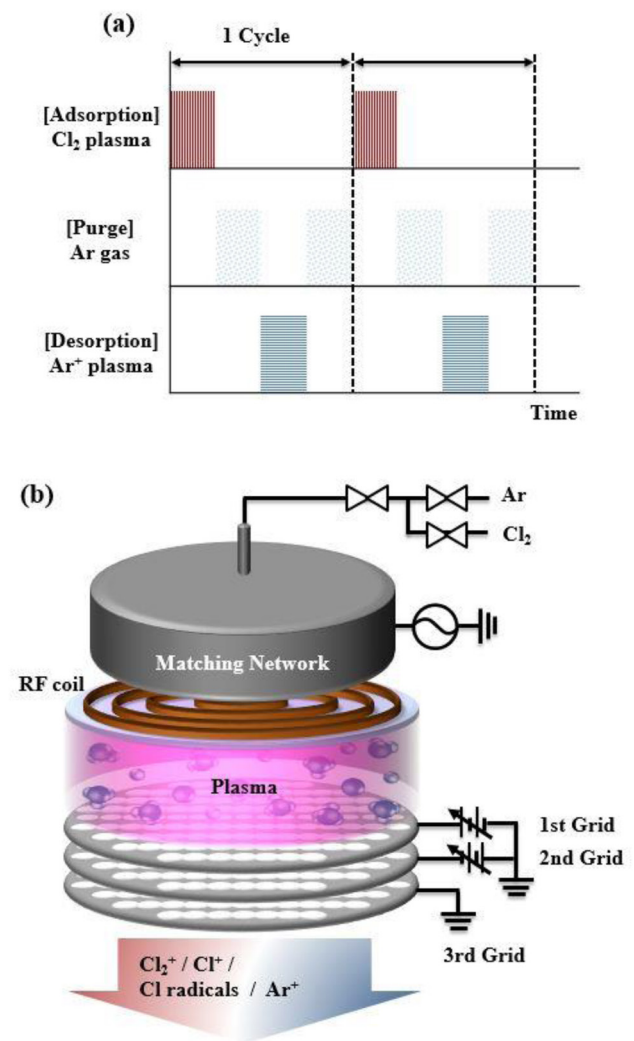 (a)
1 Cycle
[Adsorption]
Cl₂ plasma
[Purge]
Ar gas
[Desorption]
Ar⁺ plasma
Time
(b)
Ar
Cl₂
Matching Network
RF coil
Plasma
1st Grid
2nd Grid
3rd Grid
Cl₂⁺ / Cl⁺ /
Cl radicals / Ar⁺